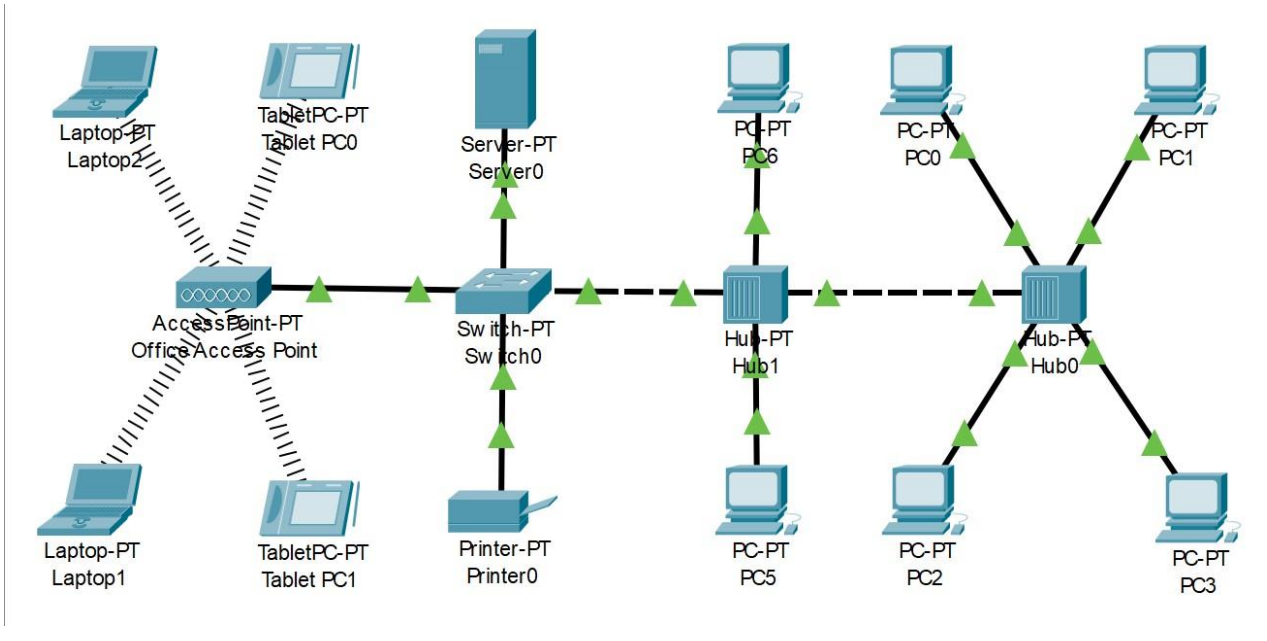 Laptop-PT
Laptop2
TabletPC-PT
Tablet PC0
Server-PT
Server0
PC-PT
PC6
PC-PT
PC0
PC-PT
PC1
AccessPoint-PT
Office Access Point
Switch-PT
Switch0
Hub-PT
Hub1
Hub-PT
Hub0
Laptop-PT
Laptop1
TabletPC-PT
Tablet PC1
Printer-PT
Printer0
PC-PT
PC5
PC-PT
PC2
PC-PT
PC3